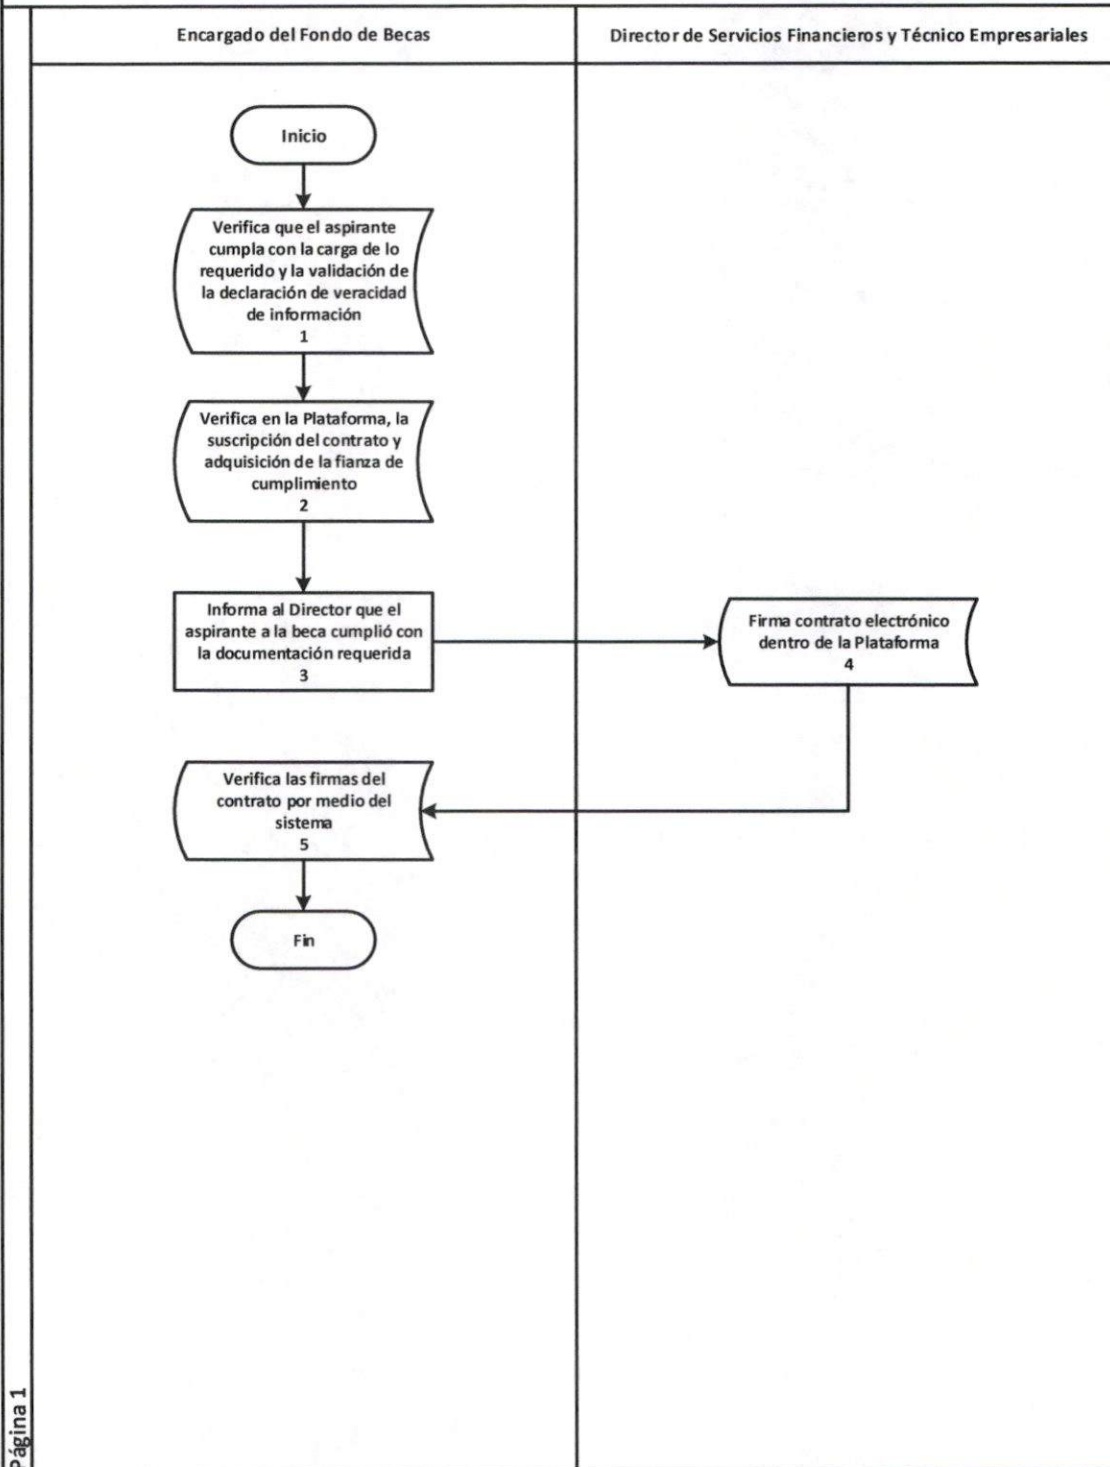 Encargado del Fondo de Becas
Director de Servicios Financieros y Técnico Empresariales
Inicio
Verifica que el aspirante
cumpla con la carga de lo
requerido y la validación de
la declaración de veracidad
de información
1
Verifica en la Plataforma, la
suscripción del contrato y
adquisición de la fianza de
cumplimiento
2
Informa al Director que el
aspirante a la beca cumplió con
la documentación requerida
3
Firma contrato electrónico
dentro de la Plataforma
4
Verifica las firmas del
contrato por medio del
sistema
5
Fin
Página 1